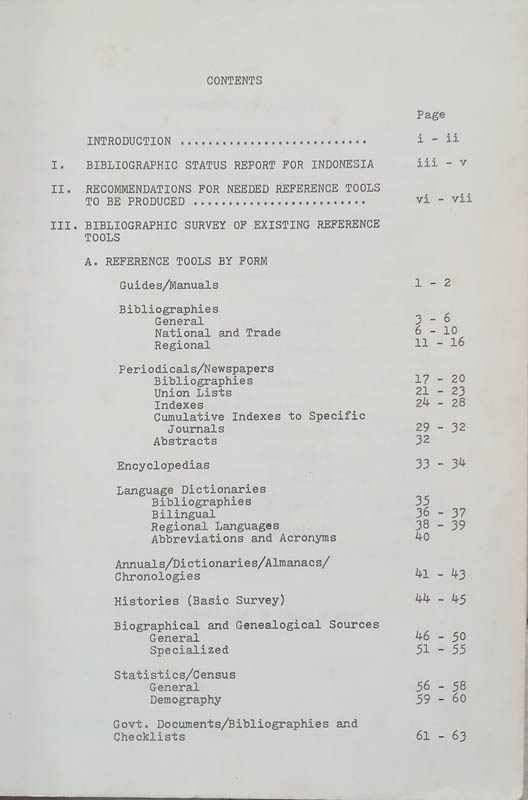 CONTENTS
Page
INTRODUCTION ........................... i - ii
I. BIBLIOGRAPHIC STATUS REPORT FOR INDONESIA iii - v
II. RECOMMENDATIONS FOR NEEDED REFERENCE TOOLS
TO BE PRODUCED ......................... vi - vii
III. BIBLIOGRAPHIC SURVEY OF EXISTING REFERENCE
TOOLS
A. REFERENCE TOOLS BY FORM
Guides/Manuals 1 - 2
Bibliographies
General 3 - 6
National and Trade 6 - 10
Regional 11 - 16
Periodicals/Newspapers
Bibliographies 17 - 20
Union Lists 21 - 23
Indexes 24 - 28
Cumulative Indexes to Specific
Journals 29 - 32
Abstracts 32
Encyclopedias 33 - 34
Language Dictionaries
Bibliographies 35
Bilingual 36 - 37
Regional Languages 38 - 39
Abbreviations and Acronyms 40
Annuals/Dictionaries/Almanacs/
Chronologies 41 - 43
Histories (Basic Survey) 44 - 45
Biographical and Genealogical Sources
General 46 - 50
Specialized 51 - 55
Statistics/Census
General 56 - 58
Demography 59 - 60
Govt. Documents/Bibliographies and
Checklists 61 - 63